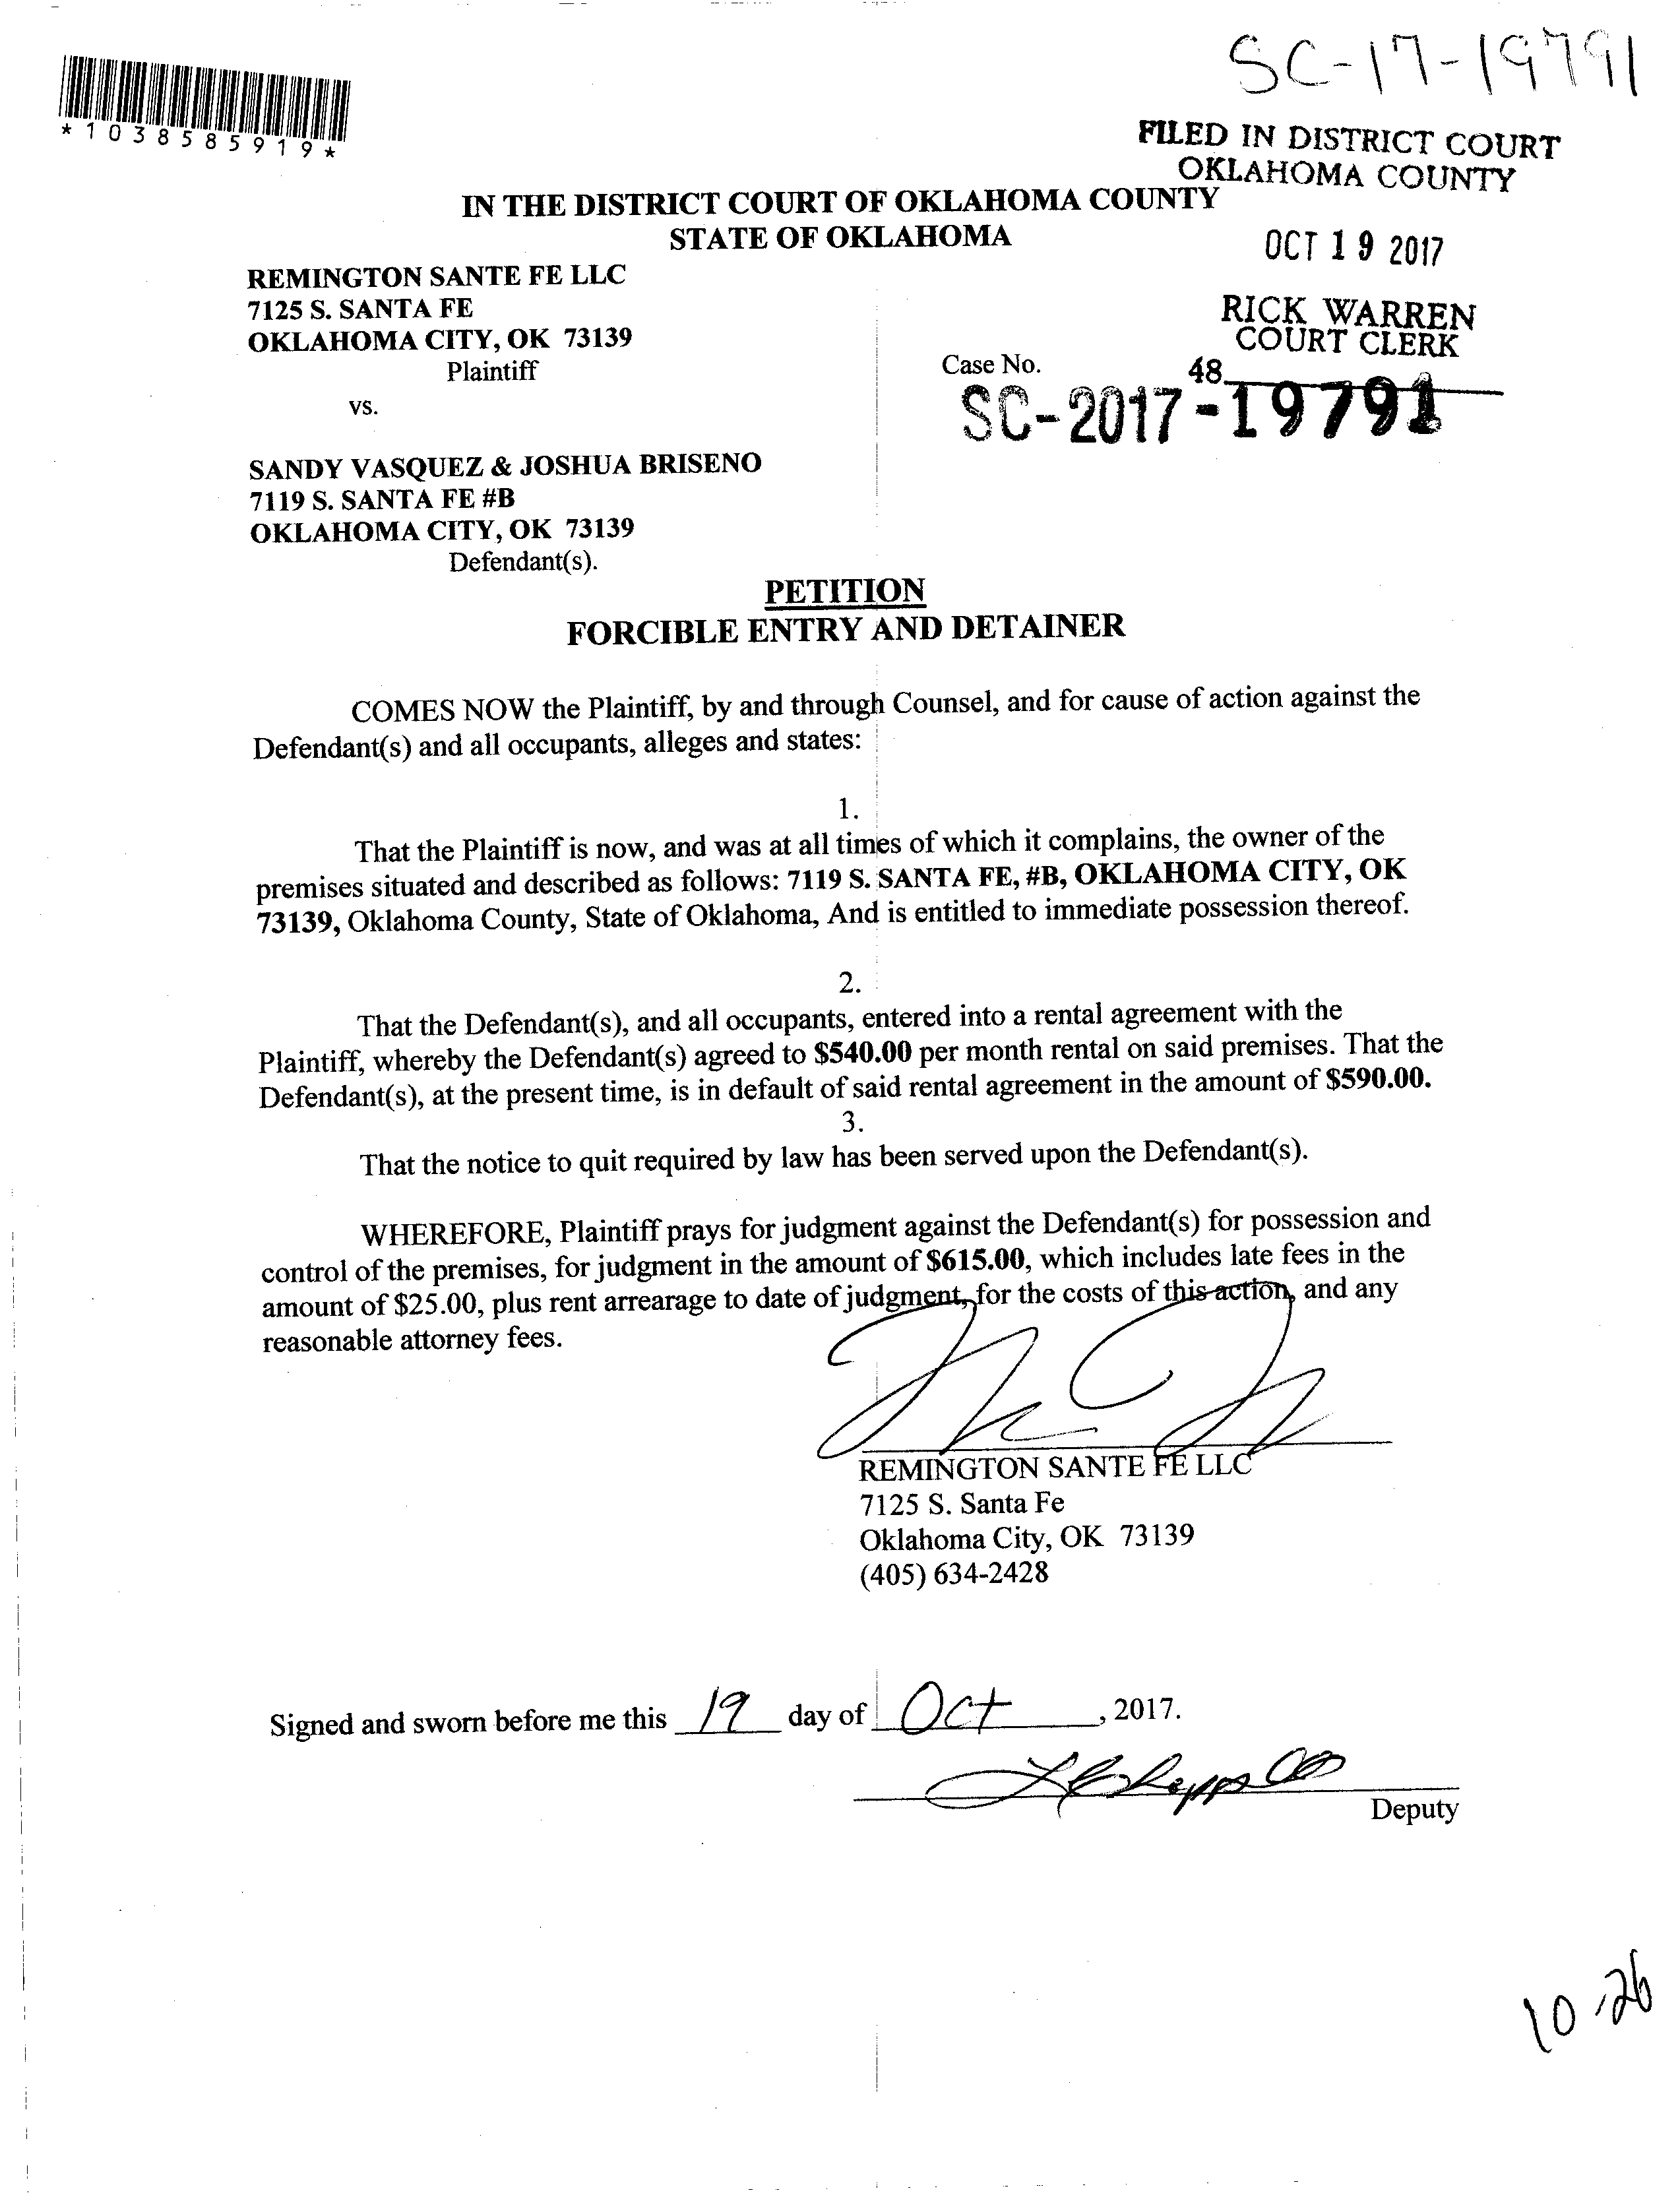 SC-17-19791
*1038585919*
FILED IN DISTRICT COURT
OKLAHOMA COUNTY
IN THE DISTRICT COURT OF OKLAHOMA COUNTY
STATE OF OKLAHOMA
OCT 19 2017
REMINGTON SANTE FE LLC
7125 S. SANTA FE
OKLAHOMA CITY, OK 73139
Plaintiff
RICK WARREN
COURT CLERK
Case No.
48
SC-2017-19791
vs.
SANDY VASQUEZ & JOSHUA BRISENO
7119 S. SANTA FE #B
OKLAHOMA CITY, OK 73139
Defendant(s).
PETITION
FORCIBLE ENTRY AND DETAINER
COMES NOW the Plaintiff, by and through Counsel, and for cause of action against the
Defendant(s) and all occupants, alleges and states:
1.
That the Plaintiff is now, and was at all times of which it complains, the owner of the
premises situated and described as follows: 7119 S. SANTA FE, #B, OKLAHOMA CITY, OK
73139, Oklahoma County, State of Oklahoma, And is entitled to immediate possession thereof.
2.
That the Defendant(s), and all occupants, entered into a rental agreement with the
Plaintiff, whereby the Defendant(s) agreed to $540.00 per month rental on said premises. That the
Defendant(s), at the present time, is in default of said rental agreement in the amount of $590.00.
3.
That the notice to quit required by law has been served upon the Defendant(s).
WHEREFORE, Plaintiff prays for judgment against the Defendant(s) for possession and
control of the premises, for judgment in the amount of $615.00, which includes late fees in the
amount of $25.00, plus rent arrearage to date of judgment, for the costs of this action, and any
reasonable attorney fees.
REMINGTON SANTE FE LLC
7125 S. Santa Fe
Oklahoma City, OK 73139
(405) 634-2428
Signed and sworn before me this 19 day of Oct, 2017.
Deputy
10-26